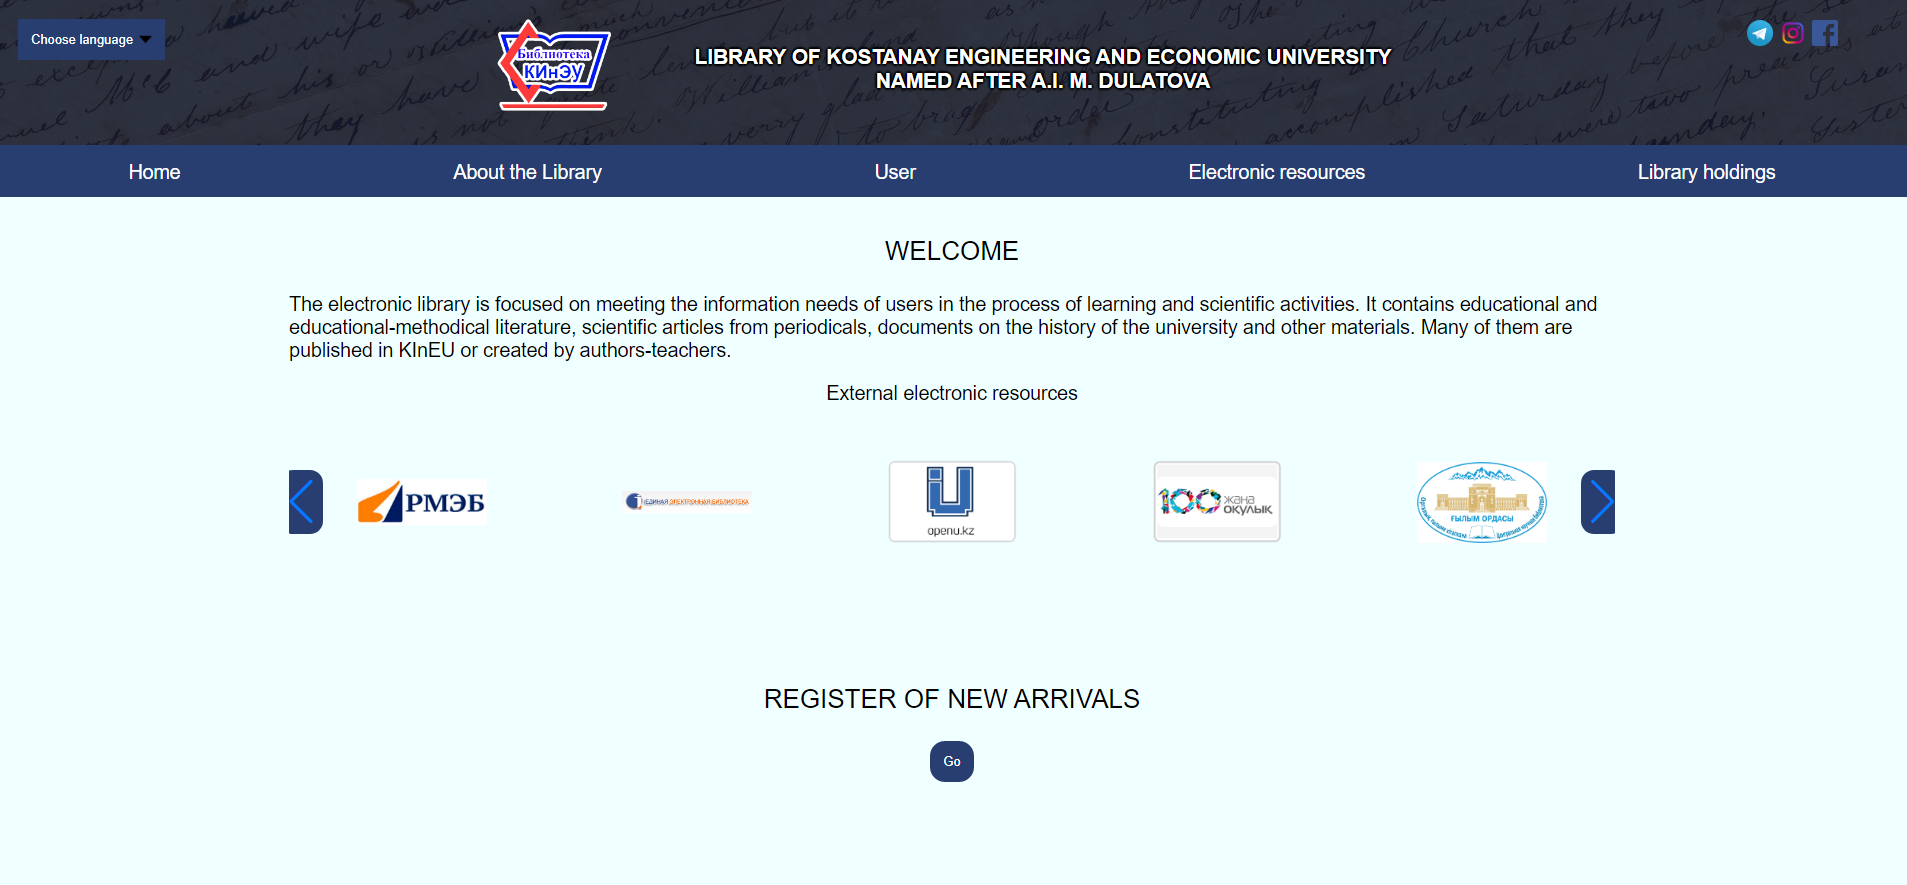 Choose language
Библиотека
КИнЭУ
LIBRARY OF KOSTANAY ENGINEERING AND ECONOMIC UNIVERSITY
NAMED AFTER A.I. M. DULATOVA
Home
About the Library
User
Electronic resources
Library holdings
WELCOME
The electronic library is focused on meeting the information needs of users in the process of learning and scientific activities. It contains educational and
educational-methodical literature, scientific articles from periodicals, documents on the history of the university and other materials. Many of them are
published in KInEU or created by authors-teachers.
External electronic resources
РМЭБ
ЕДИНАЯ ЭЛЕКТРОННАЯ БИБЛИОТЕКА
openu.kz
100 жаңа
оқулық
ҒЫЛЫМ ОРДАСЫ
REGISTER OF NEW ARRIVALS
Go